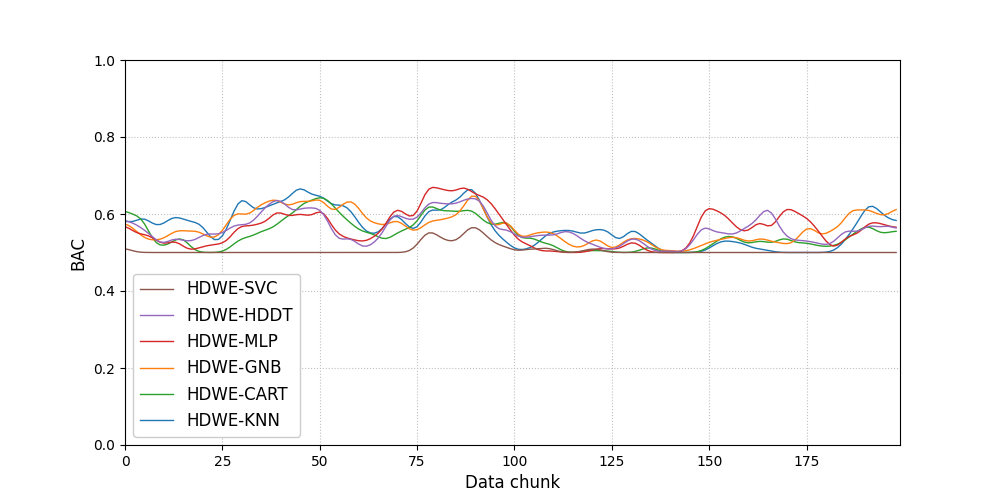 1.0
0.8
0.6
0.4
0.2
0.0
BAC
HDWE-SVC
HDWE-HDDT
HDWE-MLP
HDWE-GNB
HDWE-CART
HDWE-KNN
0 25 50 75 100 125 150 175
Data chunk